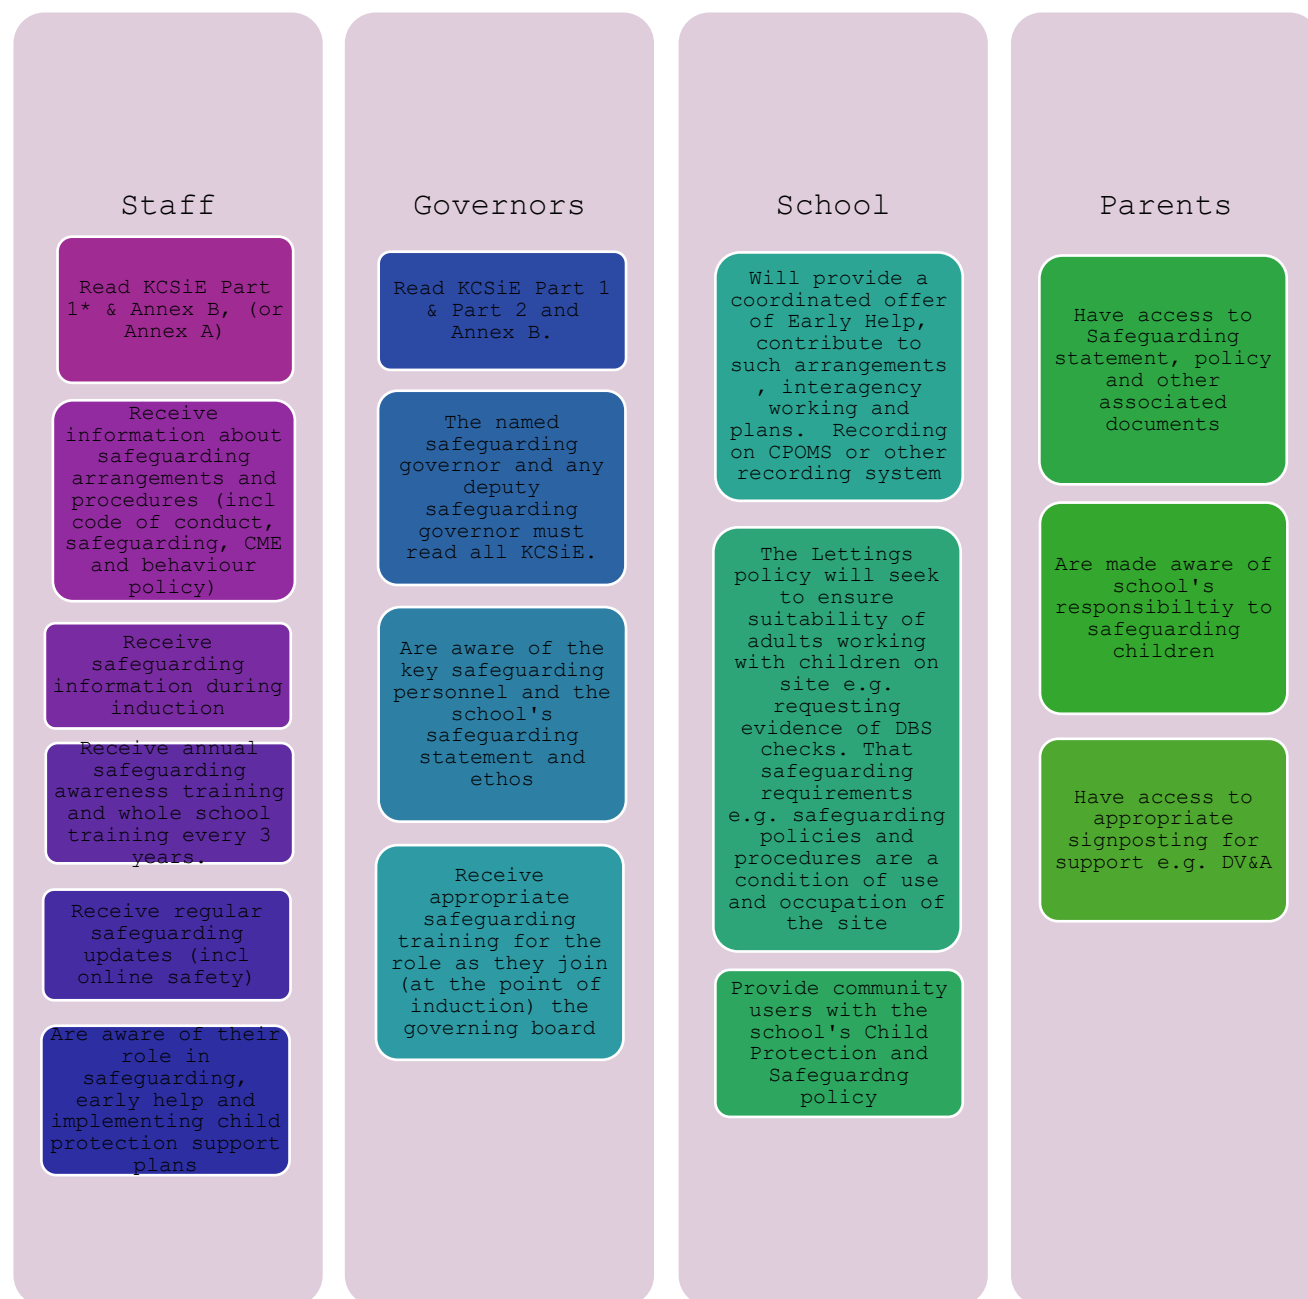 Staff
Read KCSiE Part
1* & Annex B, (or
Annex A)
Receive
information about
safeguarding
arrangements and
procedures (incl
code of conduct,
safeguarding, CME
and behaviour
policy)
Receive
safeguarding
information during
induction
Receive annual
safeguarding
awareness training
and whole school
training every 3
years.
Receive regular
safeguarding
updates (incl
online safety)
Are aware of their
role in
safeguarding,
early help and
implementing child
protection support
plans
Governors
Read KCSiE Part 1
& Part 2 and
Annex B.
The named
safeguarding
governor and any
deputy
safeguarding
governor must
read all KCSiE.
Are aware of the
key safeguarding
personnel and the
school's
safeguarding
statement and
ethos
Receive
appropriate
safeguarding
training for the
role as they join
(at the point of
induction) the
governing board
School
Will provide a
coordinated offer
of Early Help,
contribute to
such arrangements
, interagency
working and
plans. Recording
on CPOMS or other
recording system
The Lettings
policy will seek
to ensure
suitability of
adults working
with children on
site e.g.
requesting
evidence of DBS
checks. That
safeguarding
requirements
e.g. safeguarding
policies and
procedures are a
condition of use
and occupation of
the site
Provide community
users with the
school's Child
Protection and
Safeguardng
policy
Parents
Have access to
Safeguarding
statement, policy
and other
associated
documents
Are made aware of
school's
responsibiltiy to
safeguarding
children
Have access to
appropriate
signposting for
support e.g. DV&A